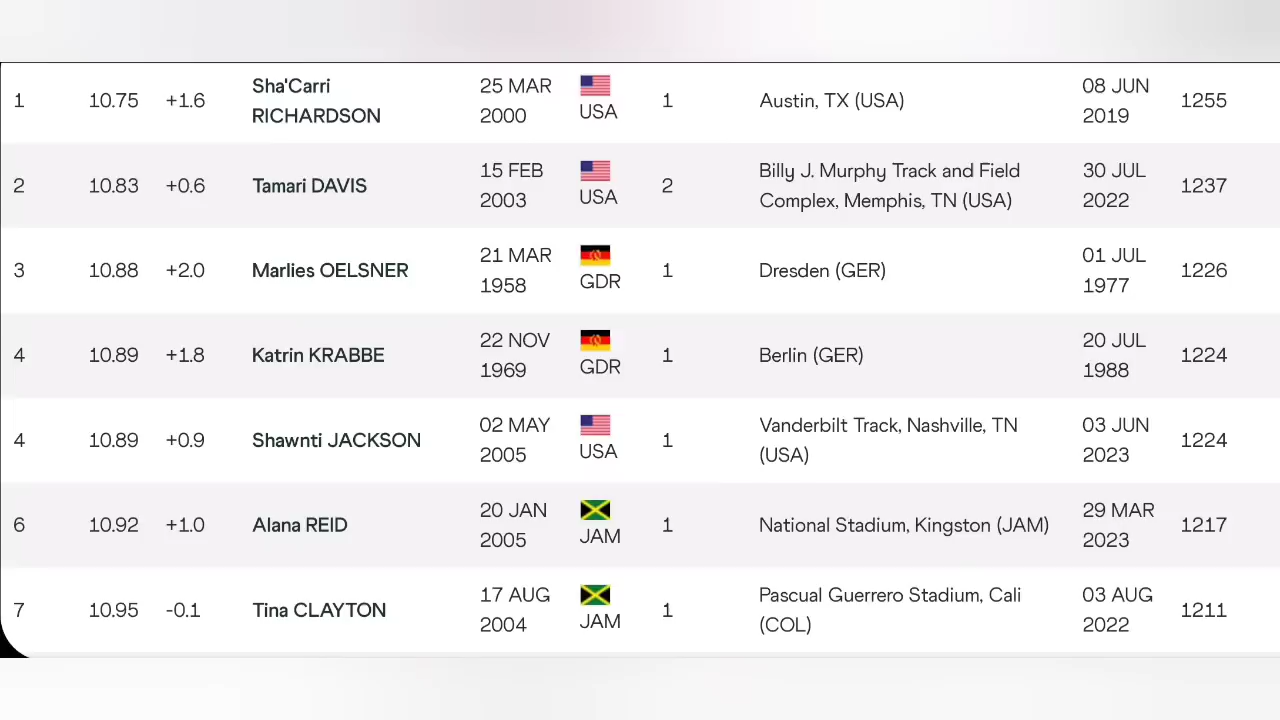 1 10.75 +1.6 Sha'Carri RICHARDSON 25 MAR 2000 USA 1 Austin, TX (USA) 08 JUN 2019 1255
2 10.83 +0.6 Tamari DAVIS 15 FEB 2003 USA 2 Billy J. Murphy Track and Field Complex, Memphis, TN (USA) 30 JUL 2022 1237
3 10.88 +2.0 Marlies OELSNER 21 MAR 1958 GDR 1 Dresden (GER) 01 JUL 1977 1226
4 10.89 +1.8 Katrin KRABBE 22 NOV 1969 GDR 1 Berlin (GER) 20 JUL 1988 1224
4 10.89 +0.9 Shawnti JACKSON 02 MAY 2005 USA 1 Vanderbilt Track, Nashville, TN (USA) 03 JUN 2023 1224
6 10.92 +1.0 Alana REID 20 JAN 2005 JAM 1 National Stadium, Kingston (JAM) 29 MAR 2023 1217
7 10.95 -0.1 Tina CLAYTON 17 AUG 2004 JAM 1 Pascual Guerrero Stadium, Cali (COL) 03 AUG 2022 1211